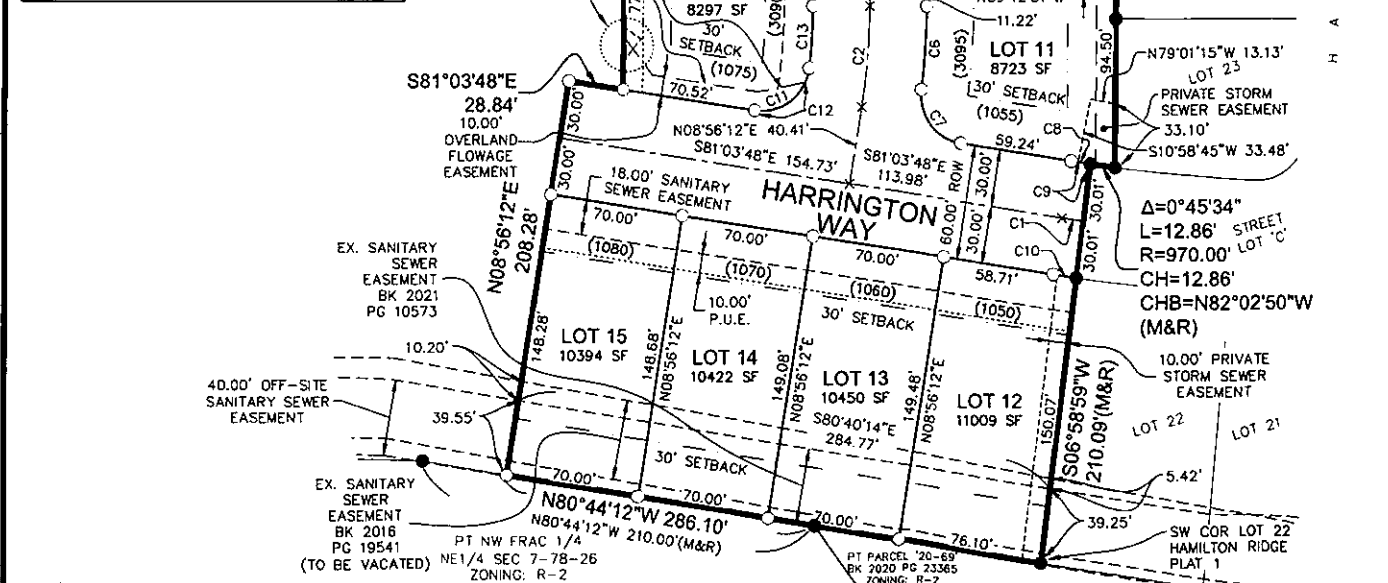 8297 SF
30'
SETBACK
(1075)
(3090
C13
C2
C6
11.22'
(3095)
LOT 11
8723 SF
30' SETBACK
(1055)
94.50'
N79°01'15"W 13.13'
LOT 23
PRIVATE STORM
SEWER EASEMENT
33.10'
S10°58'45"W 33.48'
H A
S81°03'48"E
28.84'
30.00'
70.52'
C11
C12
C7
C8
59.24'
C9
10.00'
OVERLAND
FLOWAGE
EASEMENT
N08°56'12"E 40.41'
S81°03'48"E 154.73'
S81°03'48"E
113.98'
30.00'
18.00' SANITARY
SEWER EASEMENT
HARRINGTON
WAY
60.00' ROW
30.00'
30.00'
C1
C10
30.01'
30.01'
Δ=0°45'34"
L=12.86'
R=970.00'
CH=12.86'
CHB=N82°02'50"W
(M&R)
STREET
LOT 'C'
N08°56'12"E
208.28'
70.00'
70.00'
70.00'
58.71'
(1080)
(1070)
(1060)
(1050)
10.00'
P.U.E.
30' SETBACK
EX. SANITARY
SEWER
EASEMENT
BK 2021
PG 10573
10.20'
40.00' OFF-SITE
SANITARY SEWER
EASEMENT
39.55'
148.28'
LOT 15
10394 SF
148.68'
N08°56'12"E
LOT 14
10422 SF
149.08'
N08°56'12"E
LOT 13
10450 SF
S80°40'14"E
284.77'
149.48'
N08°56'12"E
LOT 12
11009 SF
150.07'
S06°58'59"W
210.09'(M&R)
10.00' PRIVATE
STORM SEWER
EASEMENT
LOT 22
LOT 21
5.42'
39.25'
30' SETBACK
EX. SANITARY
SEWER
EASEMENT
BK 2016
PG 19541
(TO BE VACATED)
70.00'
70.00'
70.00'
76.10'
N80°44'12"W 286.10'
N80°44'12"W 210.00'(M&R)
PT NW FRAC 1/4
NE1/4 SEC 7-78-26
ZONING: R-2
PT PARCEL '20-69'
BK 2020 PG 23365
ZONING: R-2
SW COR LOT 22
HAMILTON RIDGE
PLAT 1